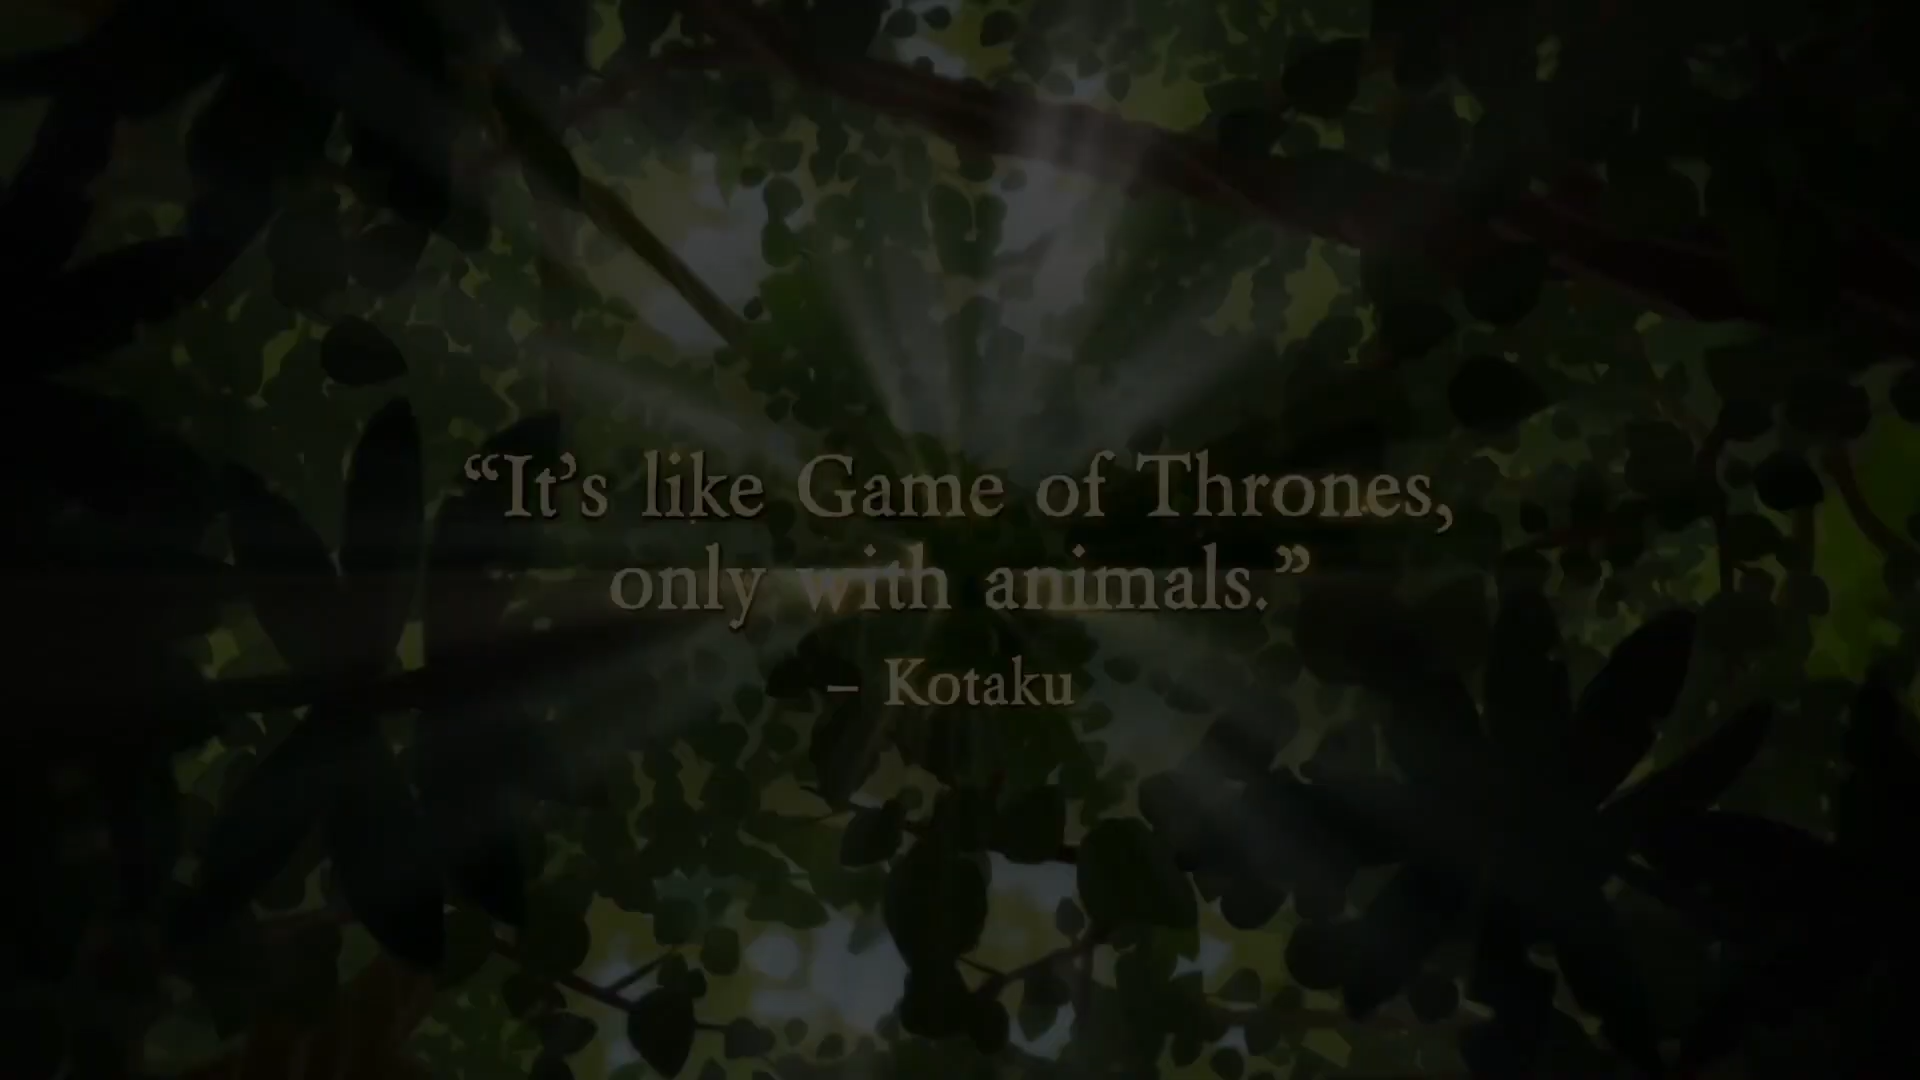 “It’s like Game of Thrones,
only with animals.”
– Kotaku